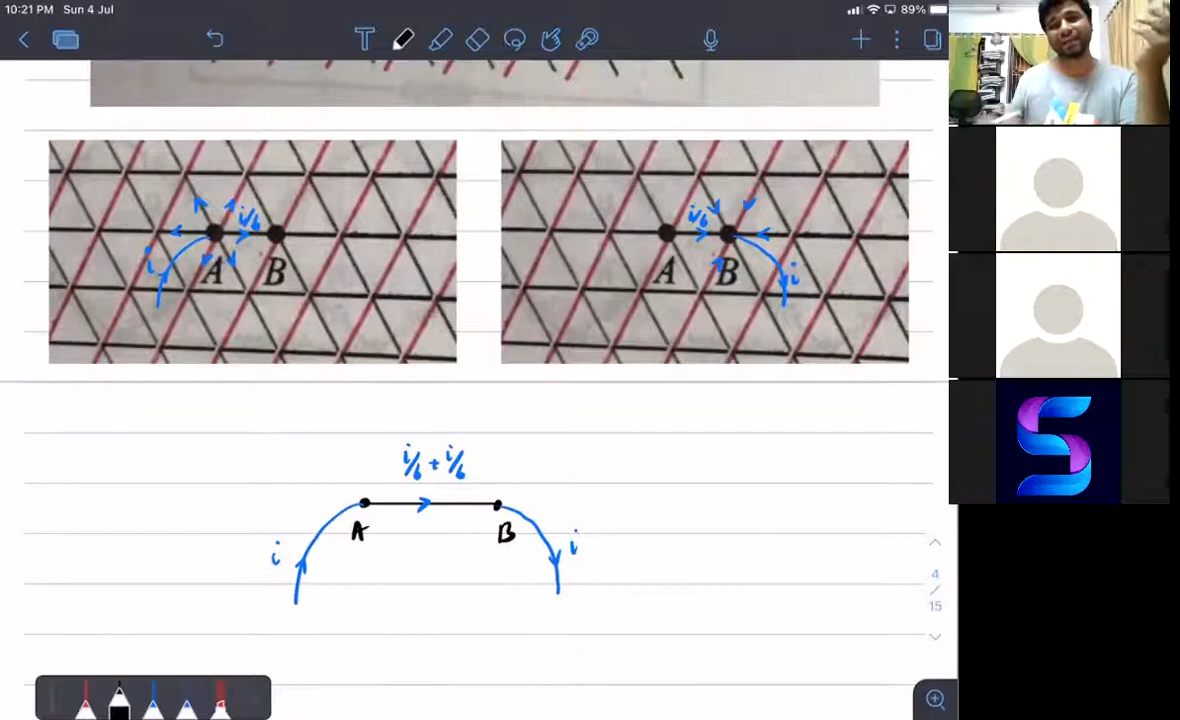 10:21 PM Sun 4 Jul
89%
T
i/6
i
A B
i/6
i
A B
i/6 + i/6
A
B
i
i
4
/
15
S